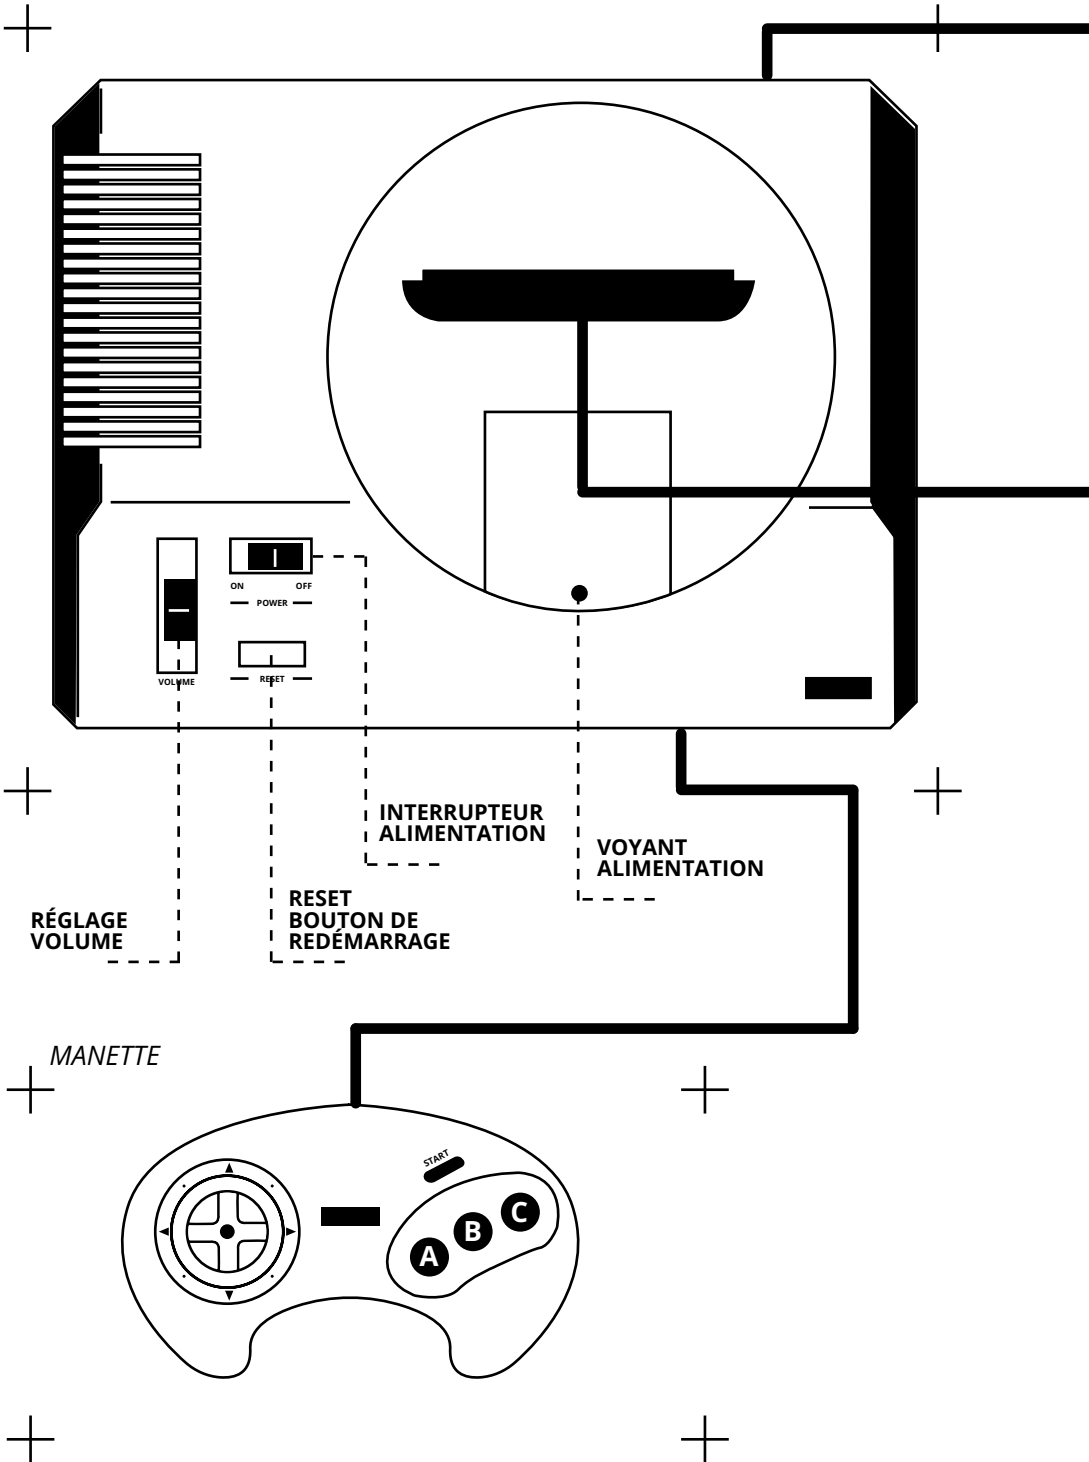 ON
OFF
POWER
VOLUME
RESET
INTERRUPTEUR
ALIMENTATION
VOYANT
ALIMENTATION
RESET
BOUTON DE
REDÉMARRAGE
RÉGLAGE
VOLUME
MANETTE
START
A
B
C